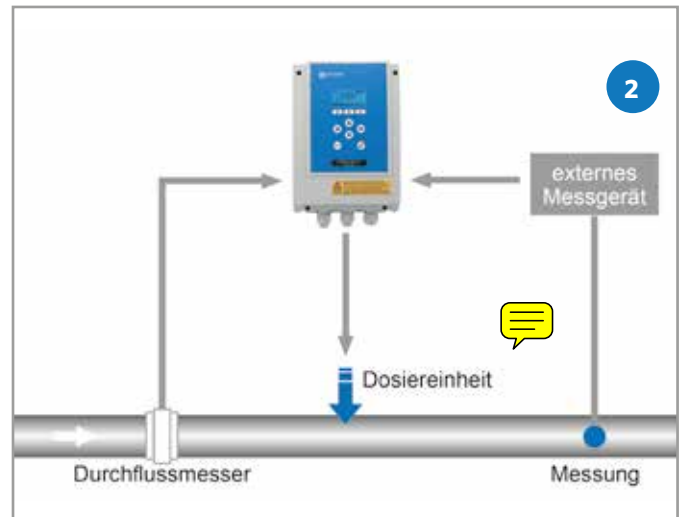 2
externes
Messgerät
Dosiereinheit
Durchflussmesser
Messung